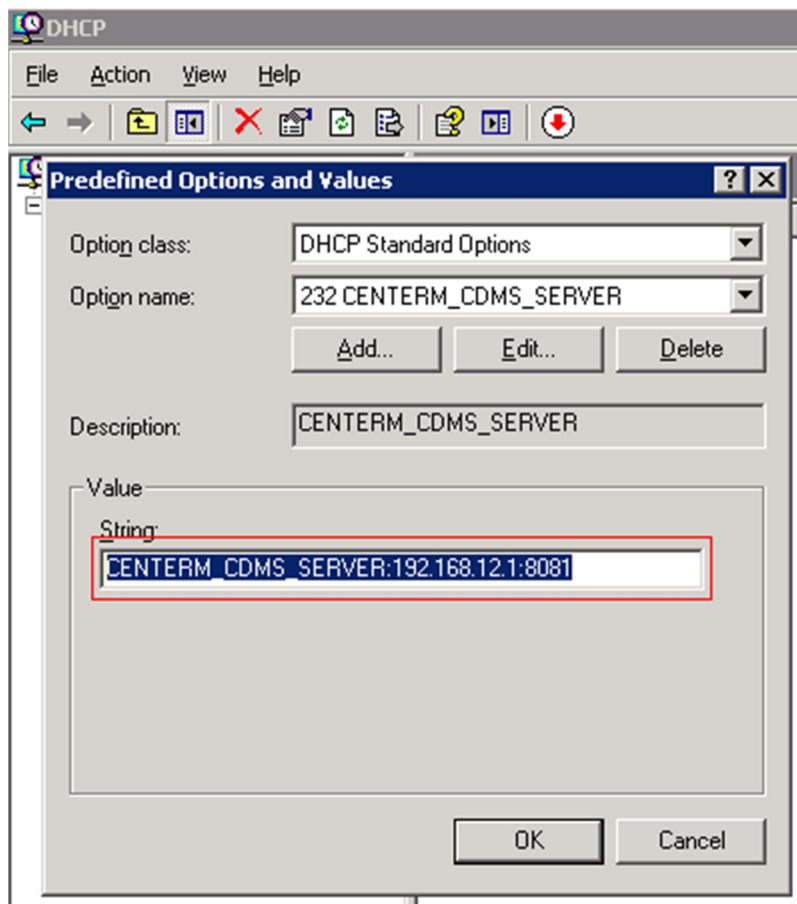 DHCP
File Action View Help
Predefined Options and Values
Option class: DHCP Standard Options
Option name: 232 CENTERM_CDMS_SERVER
Add... Edit... Delete
Description: CENTERM_CDMS_SERVER
Value
String:
CENTERM_CDMS_SERVER:192.168.12.1:8081
OK Cancel